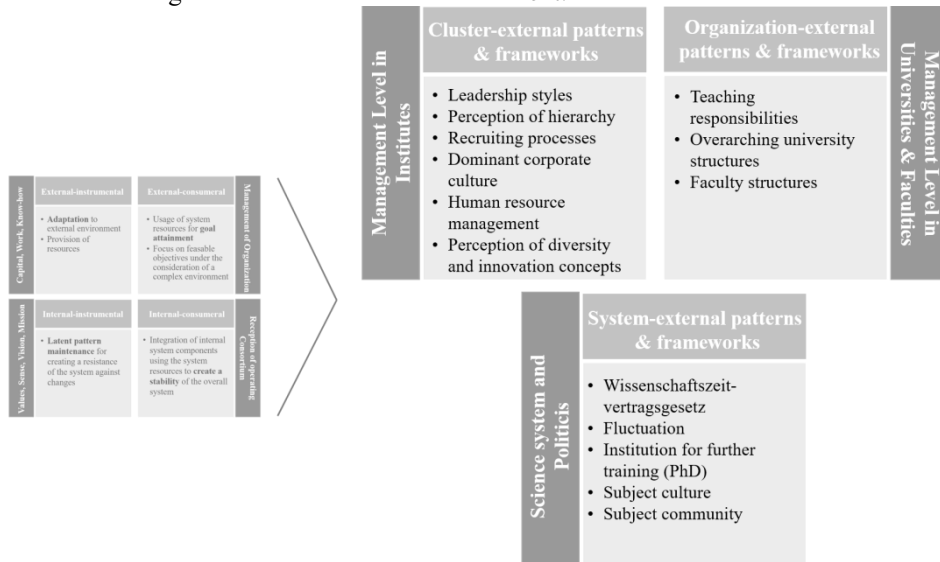 Management Level in
Institutes
Cluster-external patterns
& frameworks
• Leadership styles
• Perception of hierarchy
• Recruiting processes
• Dominant corporate
culture
• Human resource
management
• Perception of diversity
and innovation concepts
Organization-external
patterns & frameworks
• Teaching
responsibilities
• Overarching university
structures
• Faculty structures
Management Level in
Universities & Faculties
Capital, Work, Know-how
External-instrumental
• Adaptation to
external environment
• Provision of
resources
External-consumeral
• Usage of system
resources for goal
attainment
• Focus on feasable
objectives under the
consideration of a
complex environment
Management of Organization
Values, Sense, Vision, Mission
Internal-instrumental
• Latent pattern
maintenance for
creating a resistance
of the system against
changes
Internal-consumeral
• Integration of internal
system components
using the system
resources to create a
stability of the overall
system
Reception of operating
Consortium
Science system and
Politicis
System-external patterns
& frameworks
• Wissenschaftszeit-
vertragsgesetz
• Fluctuation
• Institution for further
training (PhD)
• Subject culture
• Subject community